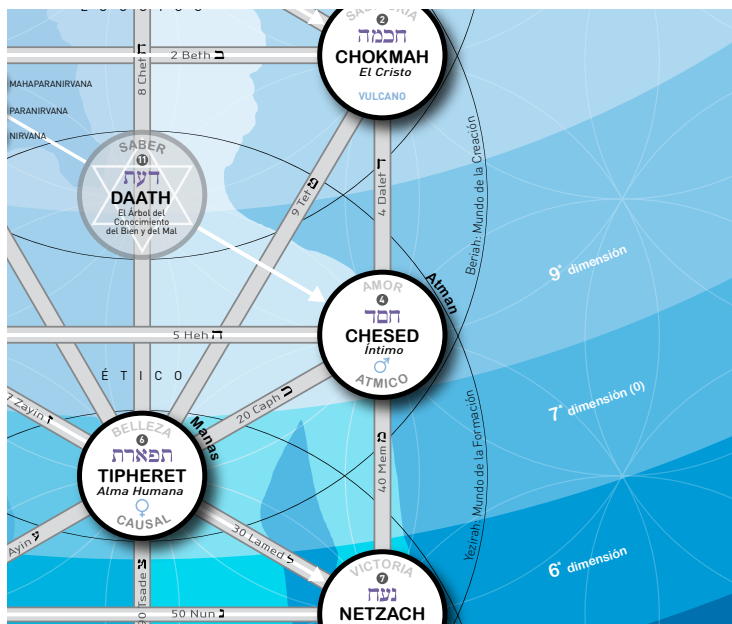 SABIDURIA
2
חכמה
CHOKMAH
El Cristo
VULCANO
2 Beth ב
8 Chet
MAHAPARANIRVANA
PARANIRVANA
NIRVANA
SABER
11
דעת
DAATH
El Árbol del
Conocimiento
del Bien y del Mal
9 Tet
4 Dalet
Beriah: Mundo de la Creación
9ª dimensión
Atman
AMOR
4
חסד
CHESED
Íntimo
♂
ATMICO
5 Heh ה
ÉTICO
20 Caph
7 Zayin ז
Manas
BELLEZA
6
תפארת
TIPHERET
Alma Humana
♀
CAUSAL
40 Mem מ
Yezirah: Mundo de la Formación
7ª dimensión (0)
6ª dimensión
Ayin ע
30 Lamed ל
90 Tsade
50 Nun נ
VICTORIA
7
נעח
NETZACH